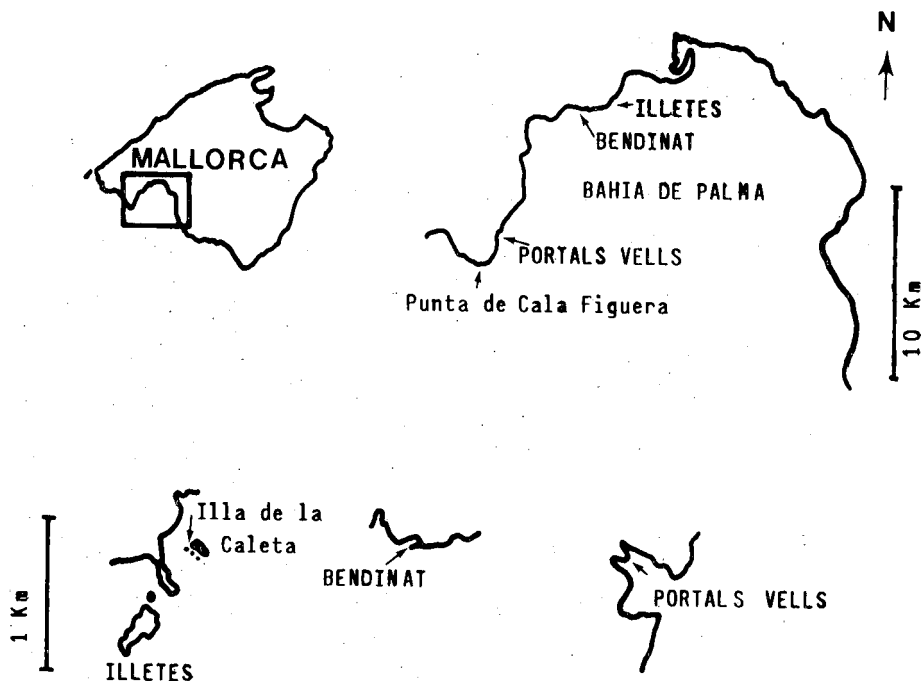 N
MALLORCA
ILLETES
BENDINAT
BAHIA DE PALMA
PORTALS VELLS
Punta de Cala Figuera
10 Km
Illa de la
Caleta
BENDINAT
PORTALS VELLS
1 Km
ILLETES